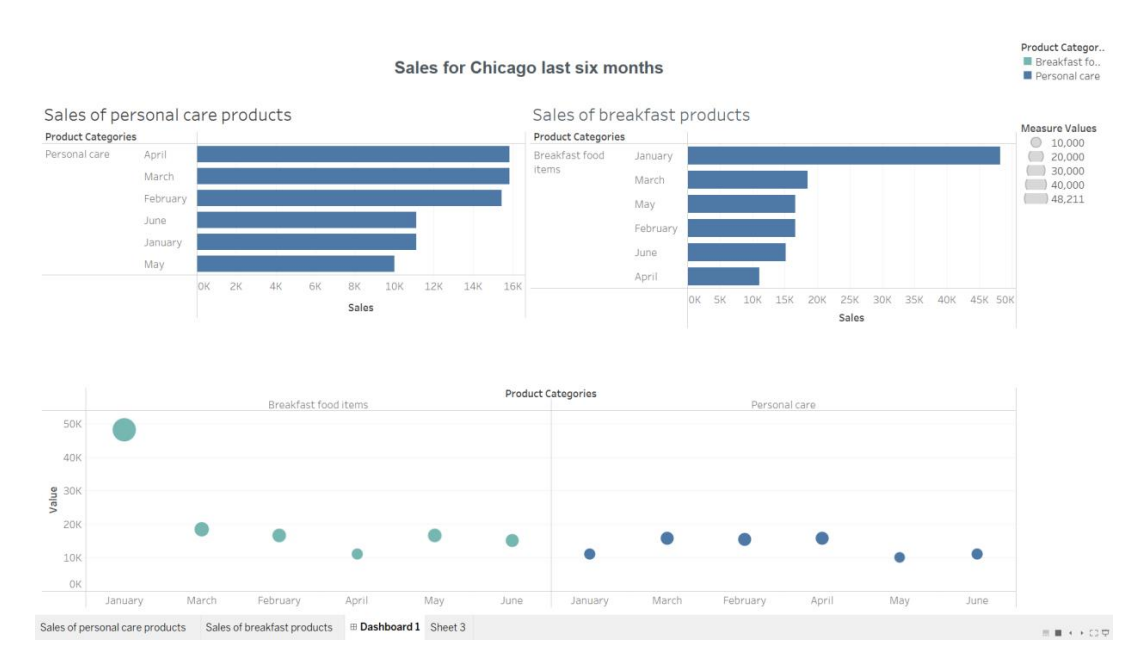 Sales for Chicago last six months
Product Categor..
Breakfast fo..
Personal care
Measure Values
10,000
20,000
30,000
40,000
48,211
Sales of personal care products
Product Categories
Personal care
April
March
February
June
January
May
0K 2K 4K 6K 8K 10K 12K 14K 16K
Sales
Sales of breakfast products
Product Categories
Breakfast food
items
January
March
May
February
June
April
0K 5K 10K 15K 20K 25K 30K 35K 40K 45K 50K
Sales
Product Categories
Breakfast food items Personal care
Value
50K
40K
30K
20K
10K
0K
January March February April May June January March February April May June
Sales of personal care products Sales of breakfast products Dashboard 1 Sheet 3